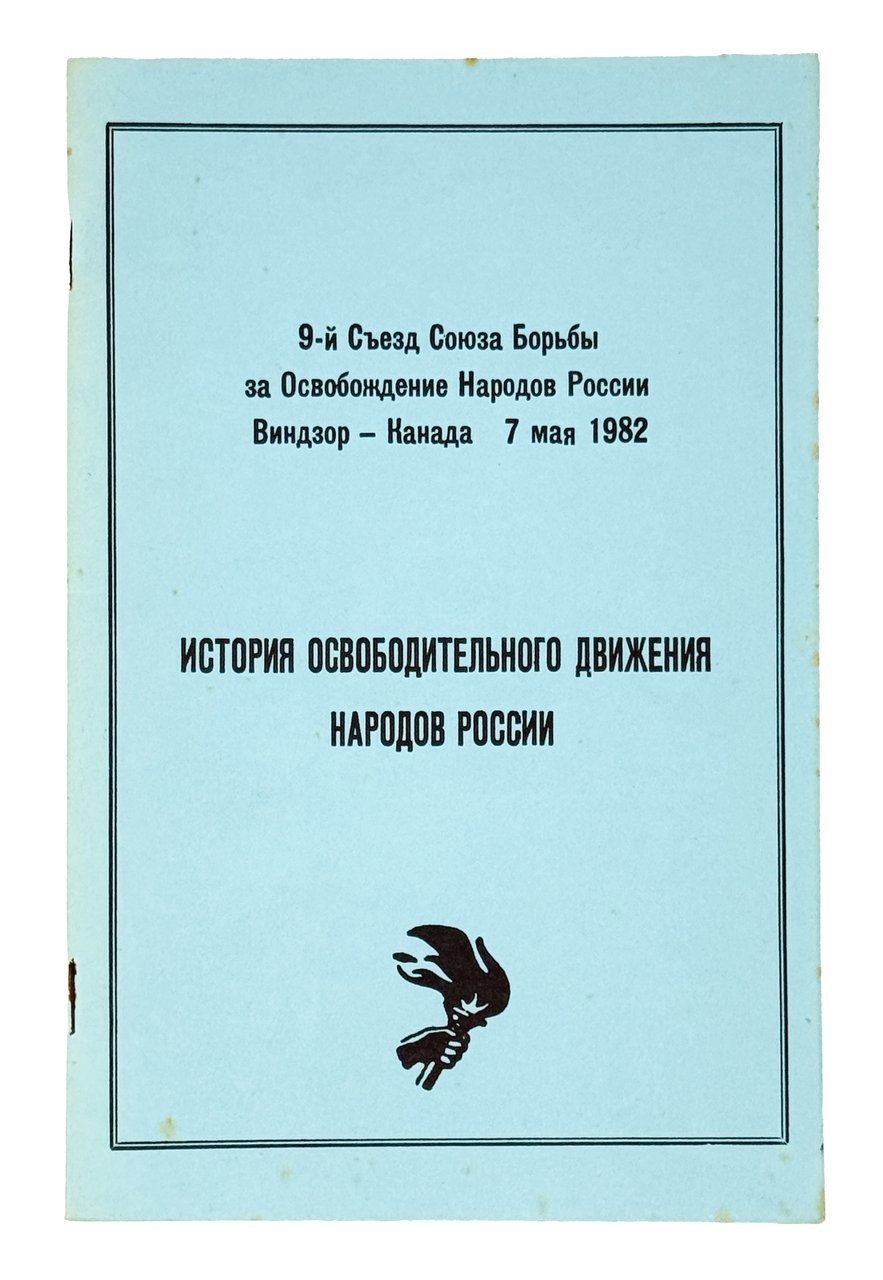 9-й Съезд Союза Борьбы
за Освобождение Народов России
Виндзор – Канада 7 мая 1982
ИСТОРИЯ ОСВОБОДИТЕЛЬНОГО ДВИЖЕНИЯ
НАРОДОВ РОССИИ